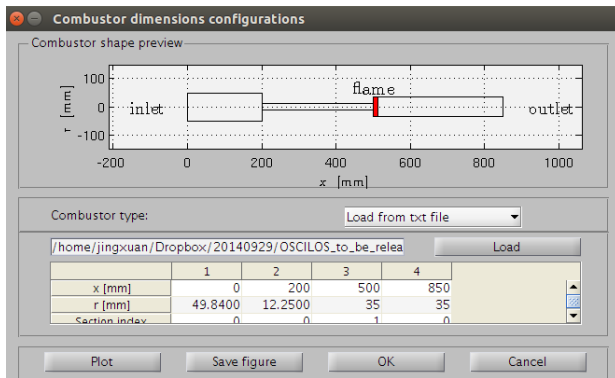 Combustor dimensions configurations
Combustor shape preview
100
0
-100
r [mm]
inlet
flame
outlet
-200 0 200 400 600 800 1000
x [mm]
Combustor type:
Load from txt file
/home/jingxuan/Dropbox/20140929/OSCILOS_to_be_relea
Load
1 2 3 4
x [mm] 0 200 500 850
r [mm] 49.8400 12.2500 35 35
Section index 0 0 1 0
Plot Save figure OK Cancel